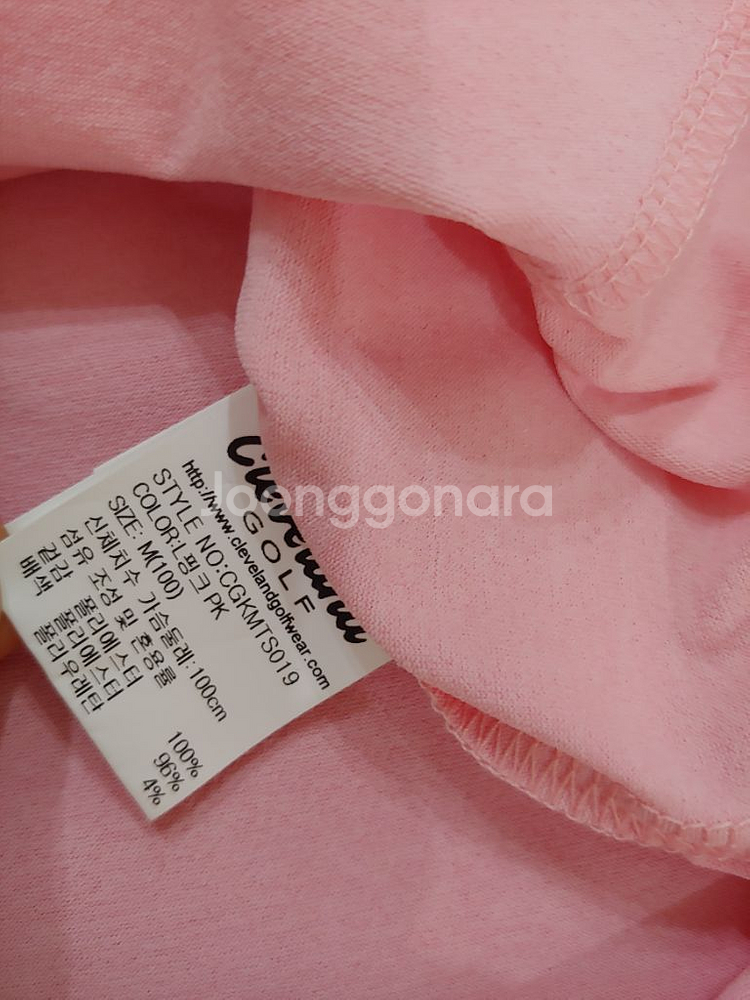 Cleveland
GOLF
http://www.clevelandgolfwear.com
STYLE NO:CGKMTS019
COLOR:L핑크 PK
SIZE: M(100)
신체치수 가슴둘레:100cm
섬유 조성 및 혼용률
겉감 폴리에스터 100%
배색 폴리에스터 96%
폴리우레탄 4%
Joonggonara